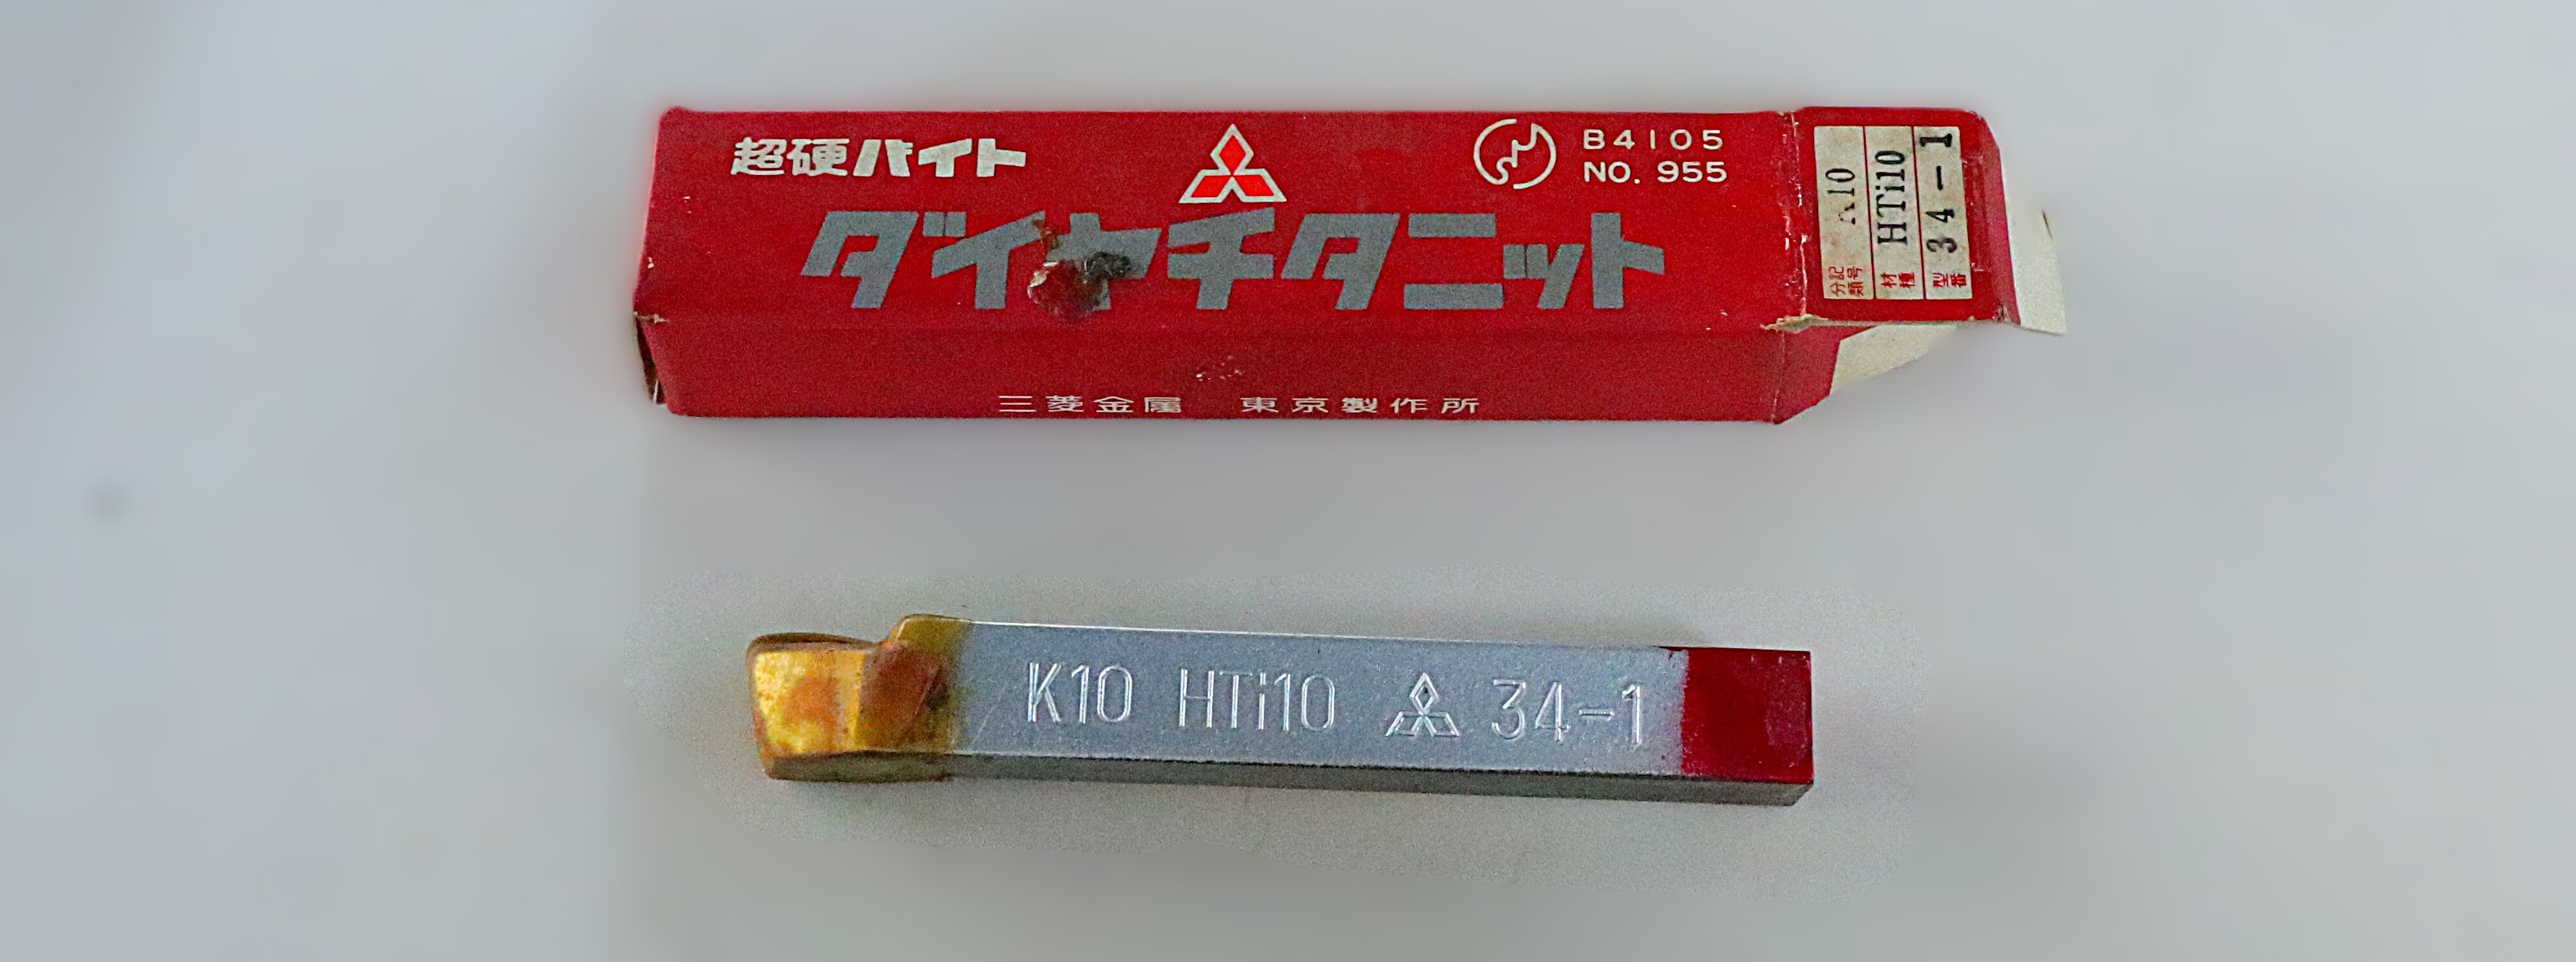 超硬バイト
B4105
NO. 955
ダイヤチタニット
三菱金属 東京製作所
分類記号 K10
材種 HTi10
型番 34-1
K10 HTi10 34-1